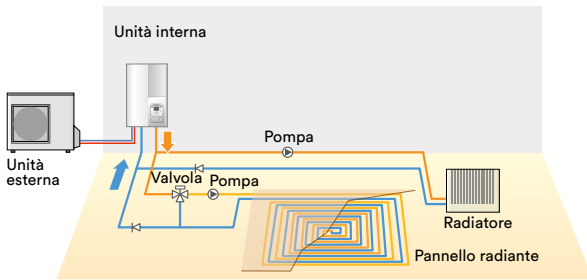 Unità interna
Unità
esterna
Pompa
Valvola
Pompa
Radiatore
Pannello radiante